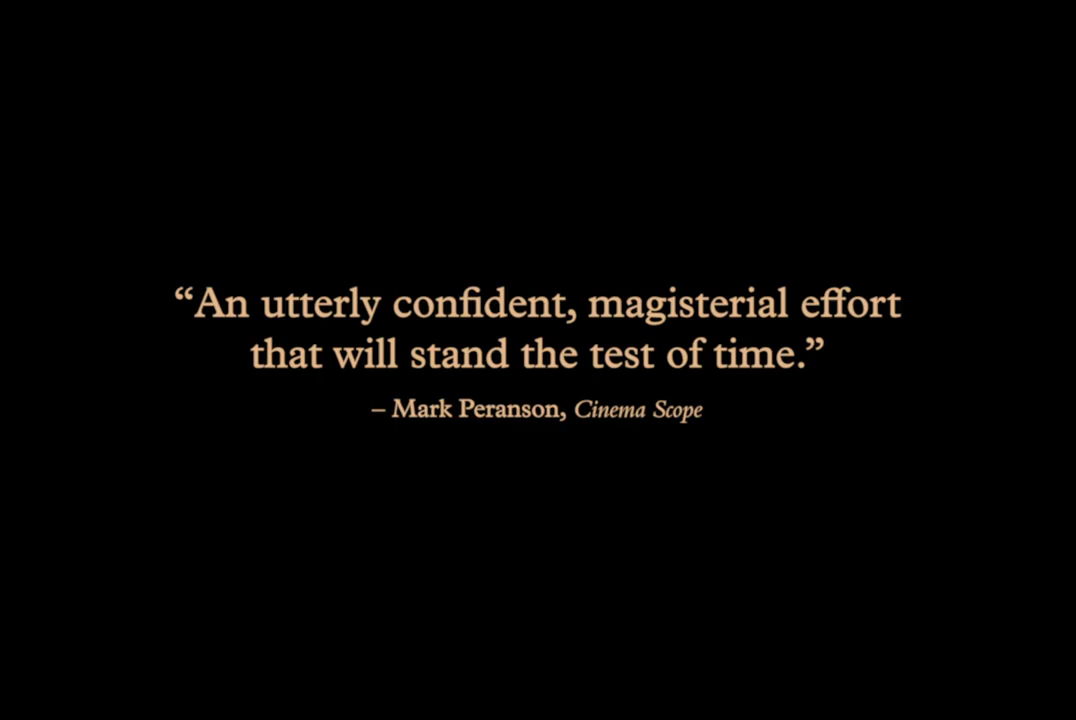 “An utterly confident, magisterial effort
that will stand the test of time.”
– Mark Peranson, Cinema Scope